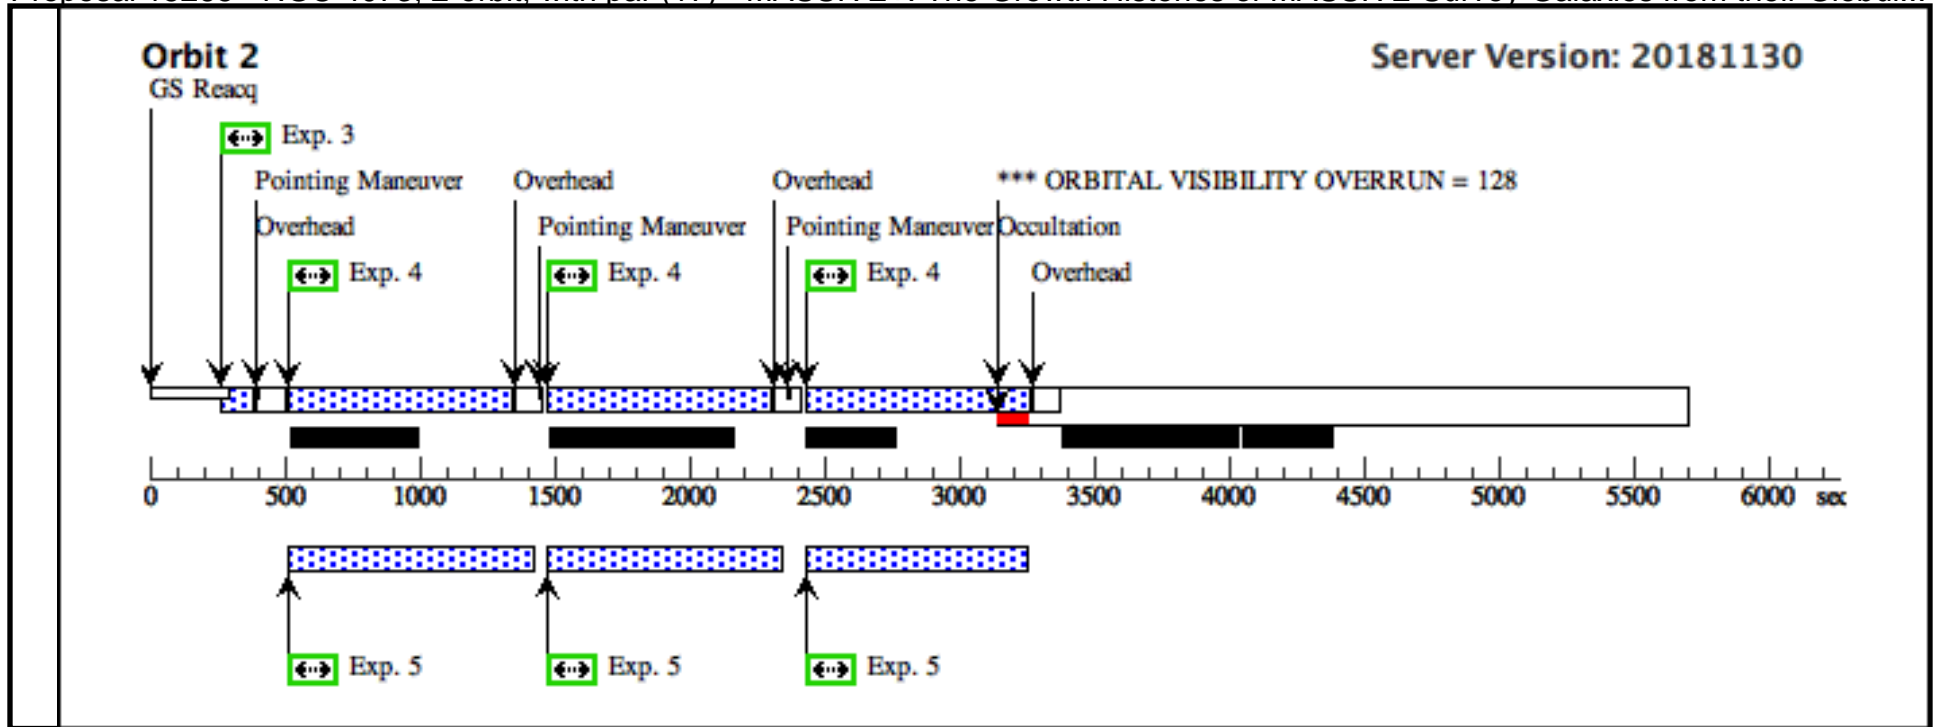 Orbit 2
Server Version: 20181130
GS Reacq
Exp. 3
Pointing Maneuver Overhead Overhead *** ORBITAL VISIBILITY OVERRUN = 128
Overhead Pointing Maneuver Pointing Maneuver Occultation
Exp. 4 Exp. 4 Exp. 4 Overhead
0 500 1000 1500 2000 2500 3000 3500 4000 4500 5000 5500 6000 sec
Exp. 5 Exp. 5 Exp. 5